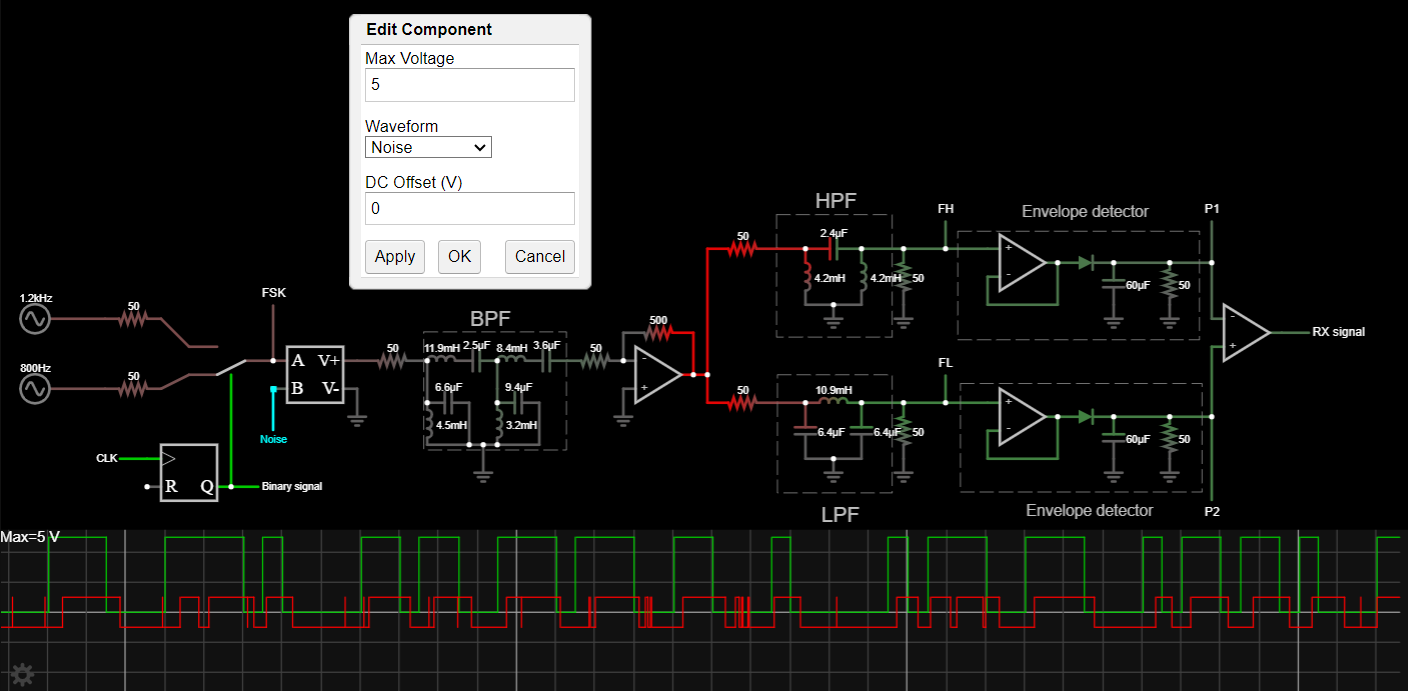 Edit Component
Max Voltage
5
Waveform
Noise
DC Offset (V)
0
Apply OK Cancel
HPF
FH
Envelope detector
P1
50
2.4μF
4.2mH
4.2mH
50
+
-
60μF
50
1.2kHz
50
FSK
800Hz
50
A V+
B V-
Noise
CLK
R Q
Binary signal
50
BPF
11.9mH
2.5μF
8.4mH
3.6μF
6.6μF
9.4μF
4.5mH
3.2mH
50
500
-
+
-
+
RX signal
FL
50
10.9mH
6.4μF
6.4μF
50
+
-
60μF
50
LPF
Envelope detector
P2
Max=5 V